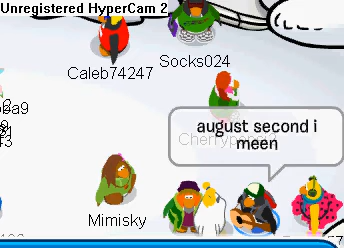 Unregistered HyperCam 2
Socks024
Caleb74247
august second i
meen
Mimisky